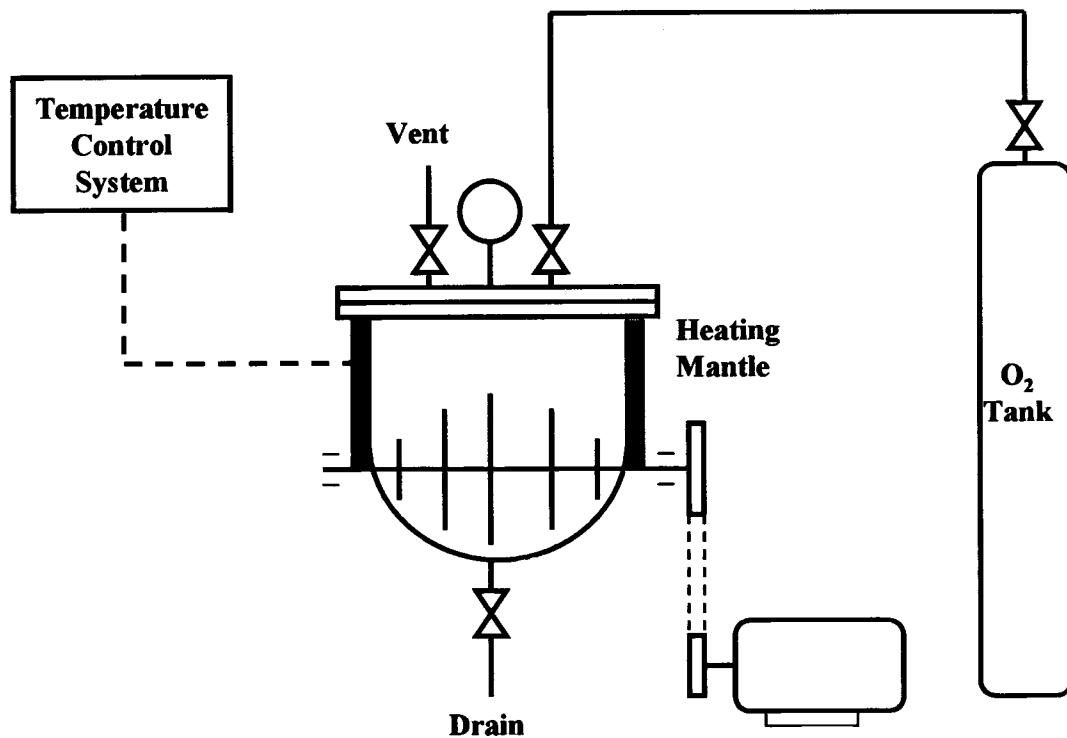 Temperature
Control
System
Vent
Heating
Mantle
O₂
Tank
Drain